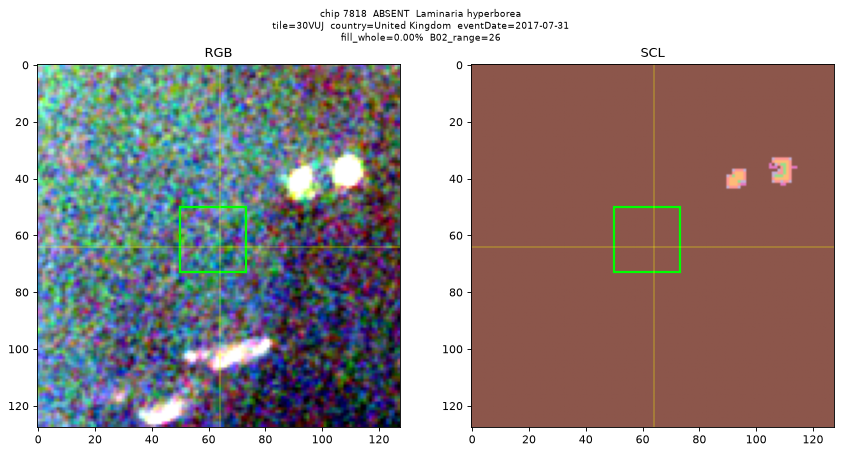 chip 7818  ABSENT  Laminaria hyperborea
tile=30VUJ  country=United Kingdom  eventDate=2017-07-31
fill_whole=0.00%  B02_range=26
RGB
SCL
0
20
40
60
80
100
120
0
20
40
60
80
100
120
0 20 40 60 80 100 120
0 20 40 60 80 100 120